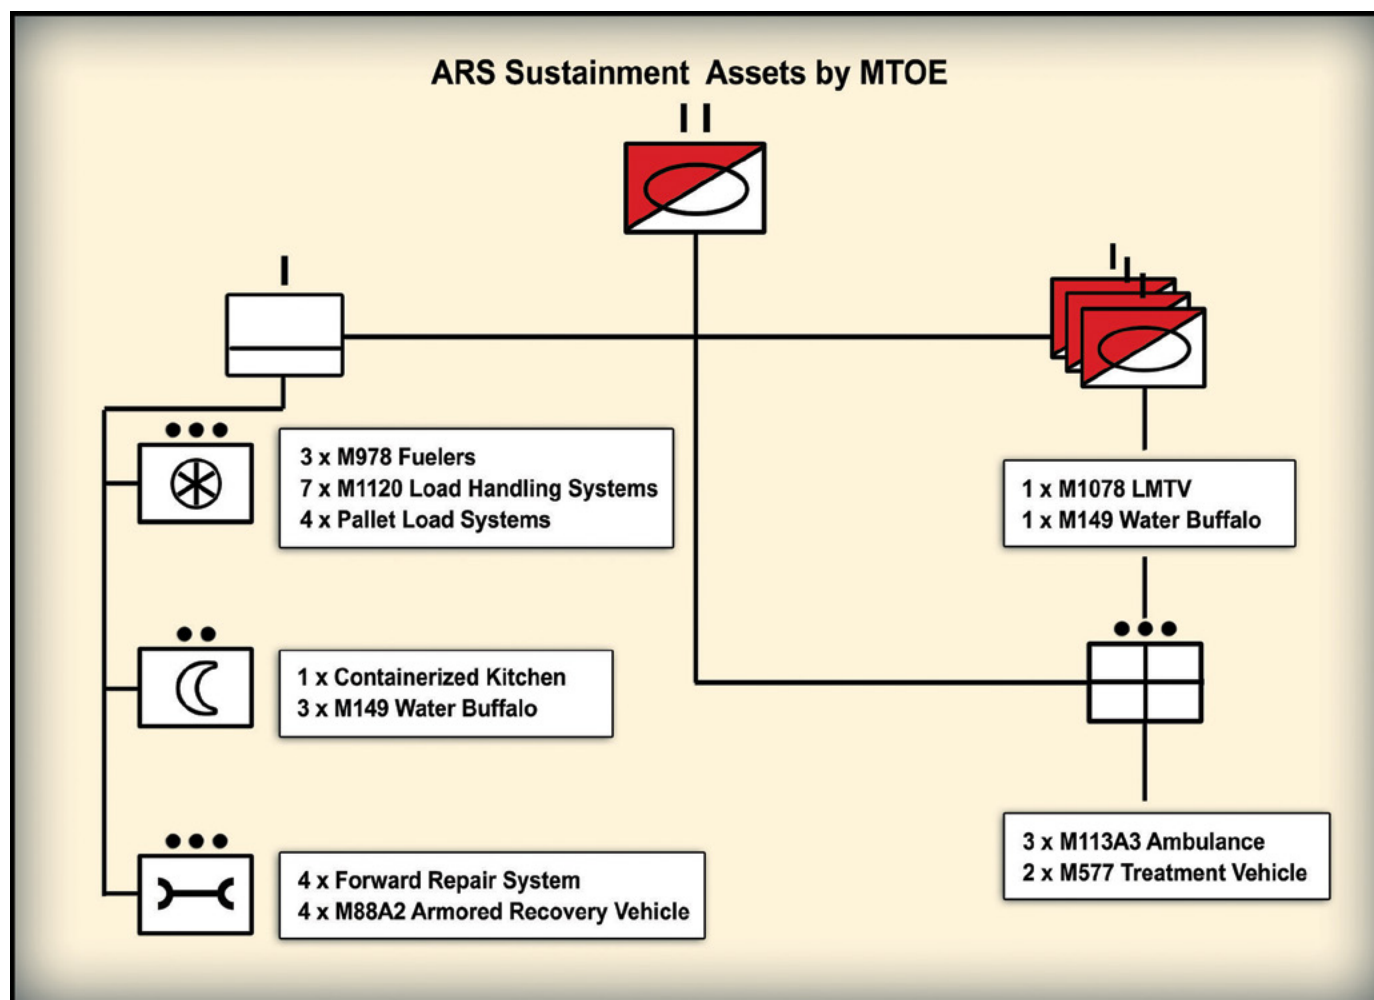 ARS Sustainment Assets by MTOE
3 x M978 Fuelers
7 x M1120 Load Handling Systems
4 x Pallet Load Systems
1 x M1078 LMTV
1 x M149 Water Buffalo
1 x Containerized Kitchen
3 x M149 Water Buffalo
3 x M113A3 Ambulance
2 x M577 Treatment Vehicle
4 x Forward Repair System
4 x M88A2 Armored Recovery Vehicle